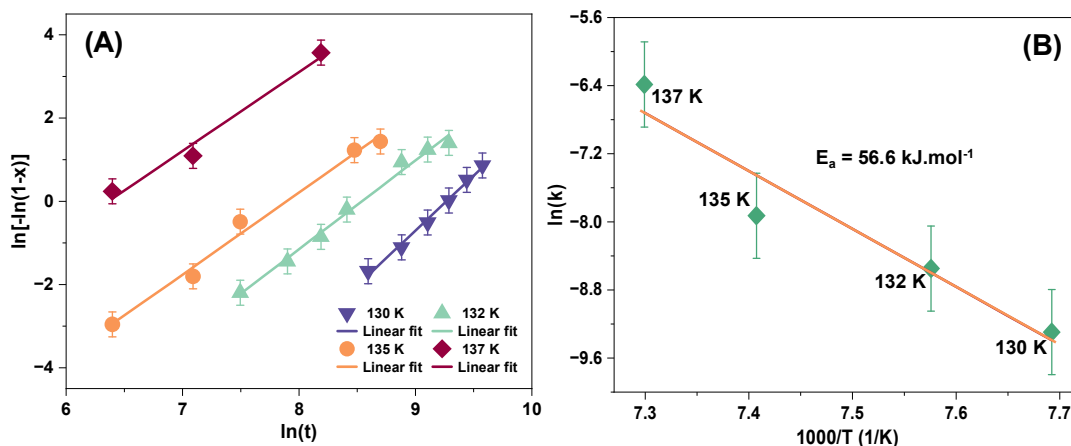 (A)
ln[-ln(1-x)]
4
2
0
−2
−4
130 K 132 K
Linear fit Linear fit
135 K 137 K
Linear fit Linear fit
6 7 8 9 10
ln(t)
(B)
ln(k)
−5.6
−6.4
−7.2
−8.0
−8.8
−9.6
137 K
Eₐ = 56.6 kJ.mol⁻¹
135 K
132 K
130 K
7.3 7.4 7.5 7.6 7.7
1000/T (1/K)